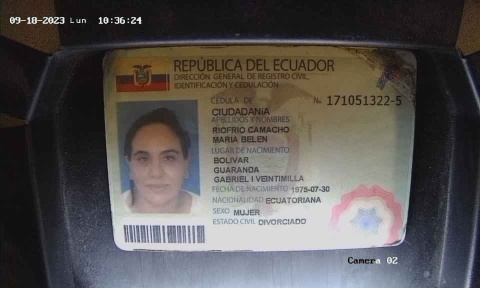 09-18-2023 Lun 10:36:24
REPÚBLICA DEL ECUADOR
DIRECCIÓN GENERAL DE REGISTRO CIVIL,
IDENTIFICACIÓN Y CEDULACIÓN
CÉDULA DE No. 171051322-5
CIUDADANÍA
APELLIDOS Y NOMBRES
RIOFRIO CAMACHO
MARIA BELEN
LUGAR DE NACIMIENTO
BOLIVAR
GUARANDA
GABRIEL I VEINTIMILLA
FECHA DE NACIMIENTO 1978-07-30
NACIONALIDAD ECUATORIANA
SEXO MUJER
ESTADO CIVIL DIVORCIADO
Camera 02